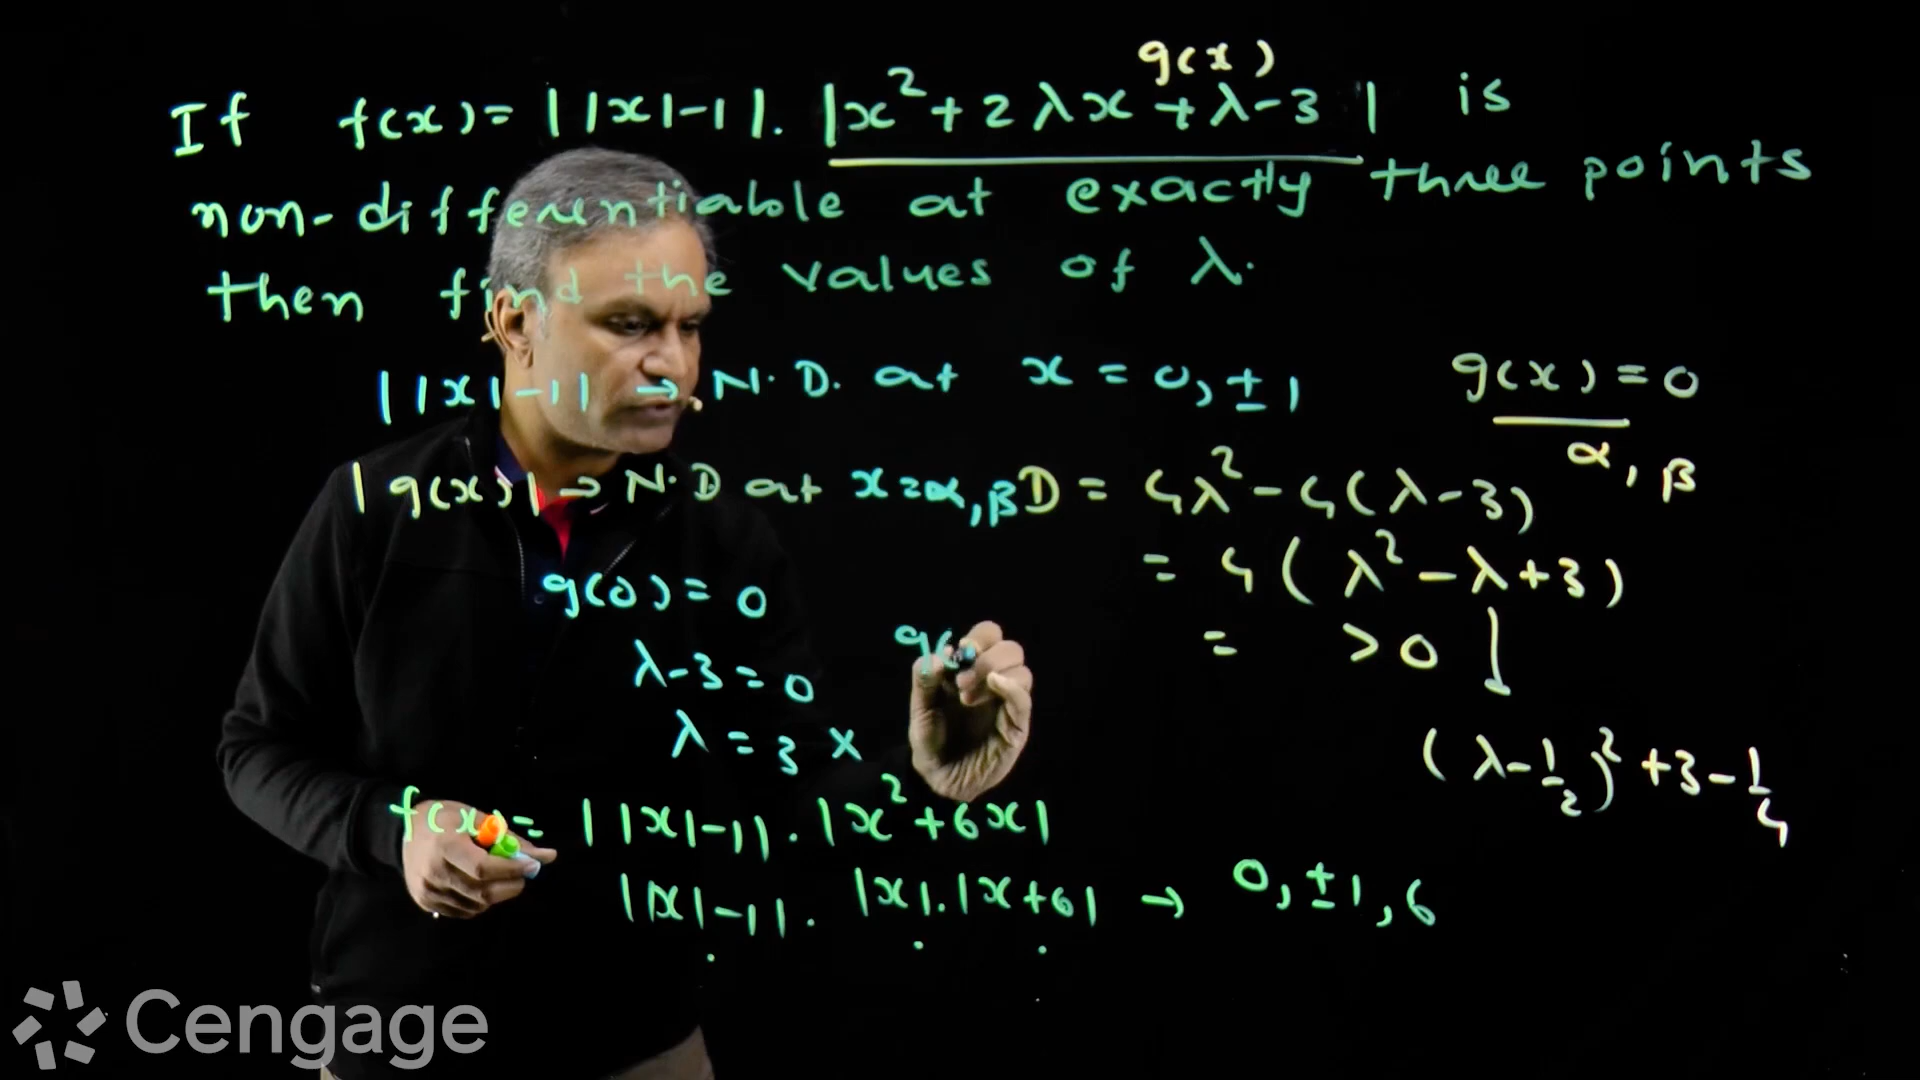 g(x)
If f(x) = ||x|-1|. |x²+2λx+λ-3| is
non-differentiable at exactly three points
then find the values of λ.
||x|-1| → N.D. at x = 0, ±1
g(x) = 0
α, β
|g(x)| → N.D at x=α, β
D = 4λ²-4(λ-3)
= 4(λ²-λ+3)
= >0
(λ-1/2)²+3-1/4
g(0) = 0
λ-3 = 0
λ = 3 ×
g(
f(x) = ||x|-1|. |x²+6x|
||x|-1|. |x|.|x+6| → 0, ±1, 6
Cengage